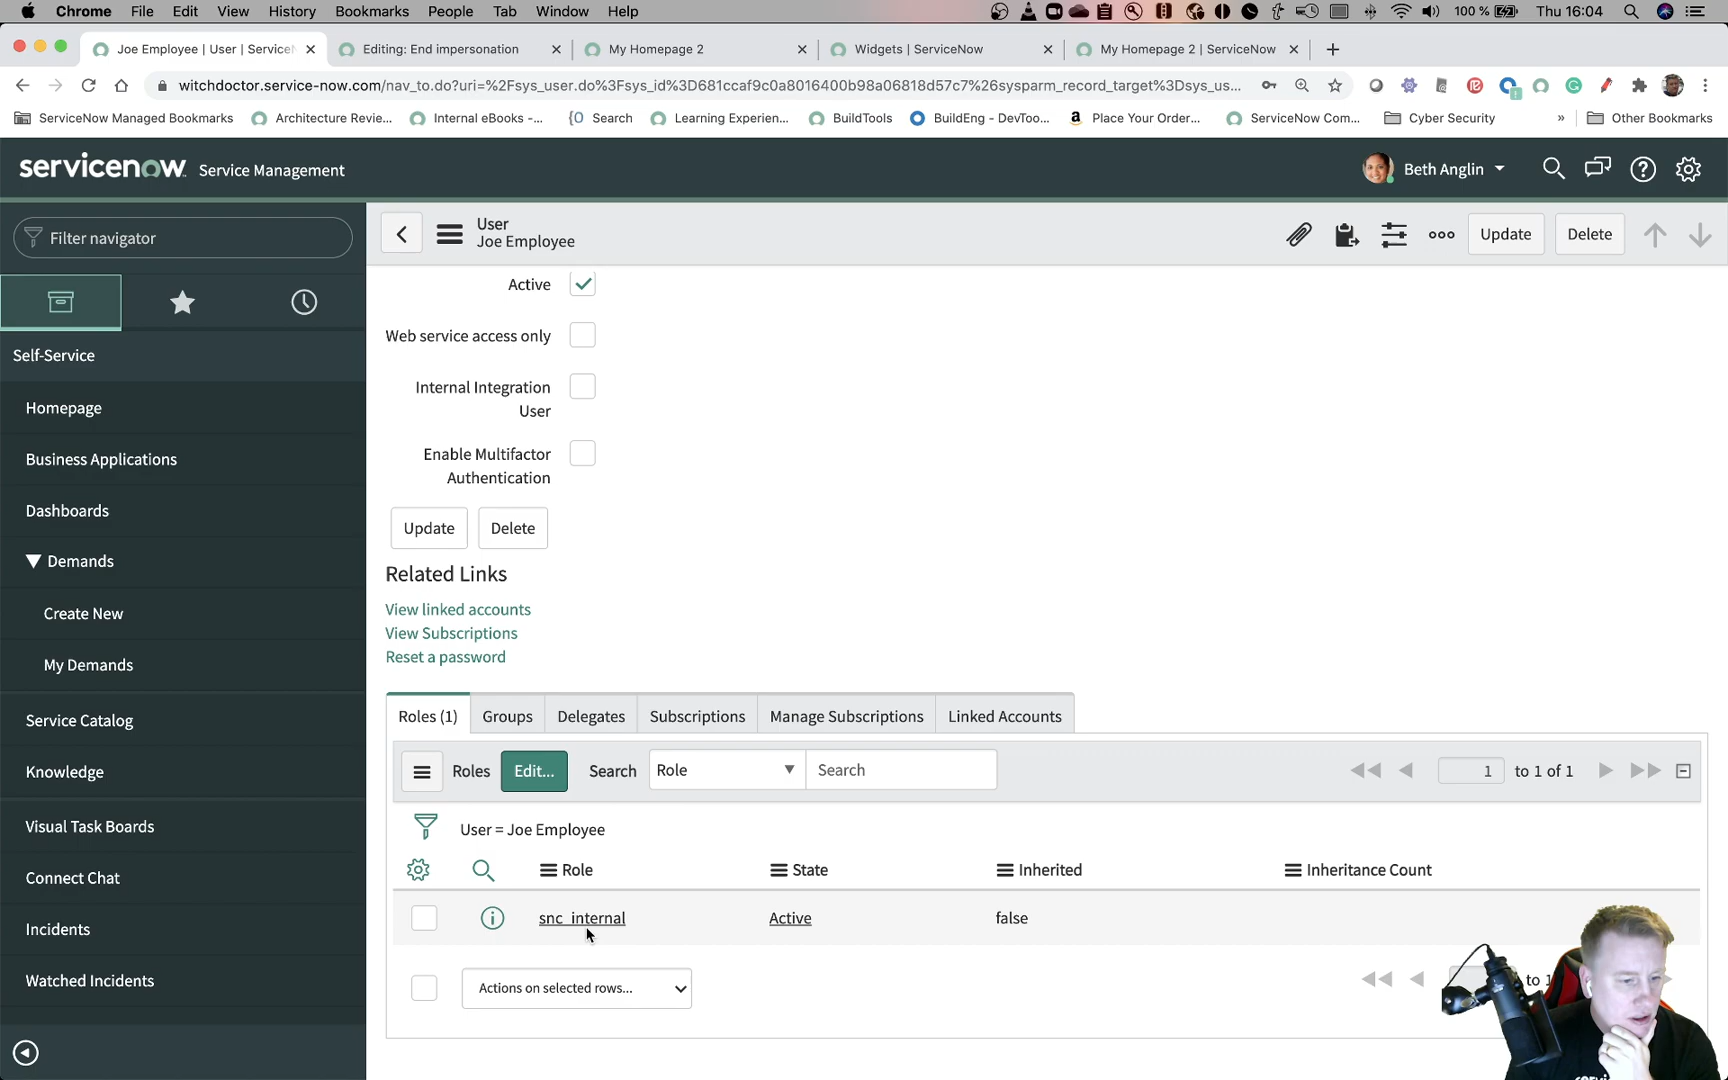 Chrome File Edit View History Bookmarks People Tab Window Help 100 % Thu 16:04
Joe Employee | User | ServiceN
Editing: End impersonation
My Homepage 2
Widgets | ServiceNow
My Homepage 2 | ServiceNow
witchdoctor.service-now.com/nav_to.do?uri=%2Fsys_user.do%3Fsys_id%3D681ccaf9c0a8016400b98a06818d57c7%26sysparm_record_target%3Dsys_us...
ServiceNow Managed Bookmarks
Architecture Revie...
Internal eBooks -...
Search
Learning Experien...
BuildTools
BuildEng - DevToo...
Place Your Order...
ServiceNow Com...
Cyber Security
»
Other Bookmarks
servicenow Service Management
Beth Anglin
Filter navigator
User
Joe Employee
Update
Delete
Self-Service
Homepage
Business Applications
Dashboards
Demands
Create New
My Demands
Service Catalog
Knowledge
Visual Task Boards
Connect Chat
Incidents
Watched Incidents
Active
Web service access only
Internal Integration
User
Enable Multifactor
Authentication
Update Delete
Related Links
View linked accounts
View Subscriptions
Reset a password
Roles (1) Groups Delegates Subscriptions Manage Subscriptions Linked Accounts
Roles Edit... Search Role Search 1 to 1 of 1
User = Joe Employee
Role State Inherited Inheritance Count
snc_internal Active false
Actions on selected rows...